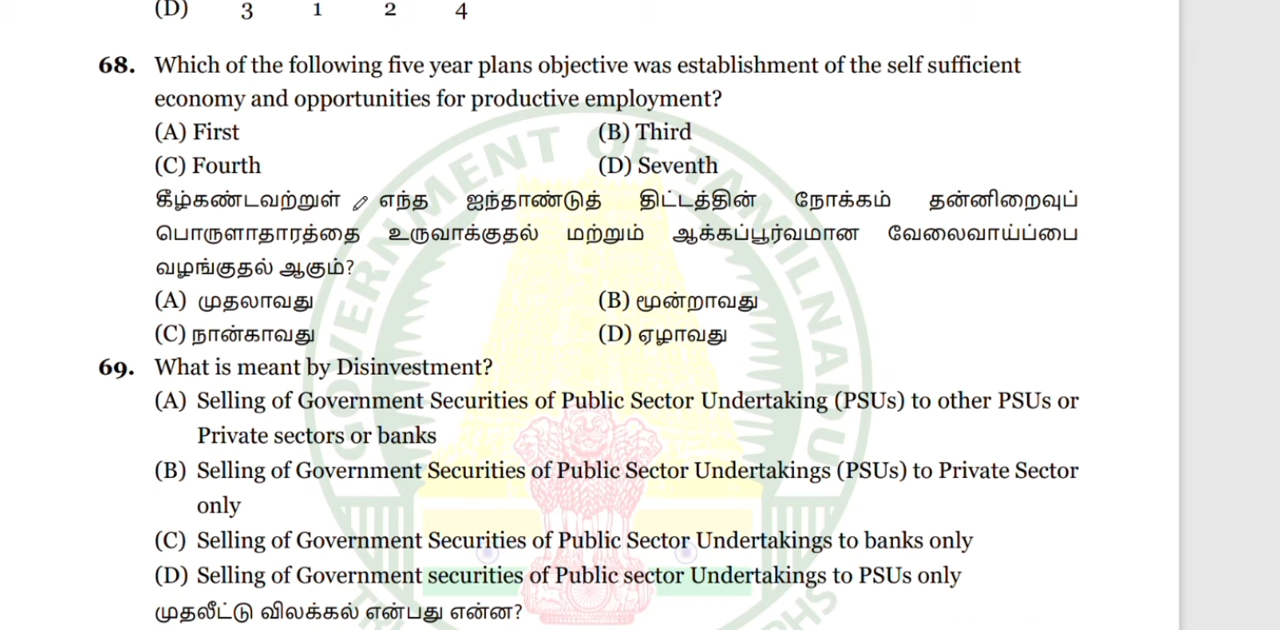 (D) 3 1 2 4
68. Which of the following five year plans objective was establishment of the self sufficient
economy and opportunities for productive employment?
(A) First (B) Third
(C) Fourth (D) Seventh
கீழ்கண்டவற்றுள் எந்த ஐந்தாண்டுத் திட்டத்தின் நோக்கம் தன்னிறைவுப்
பொருளாதாரத்தை உருவாக்குதல் மற்றும் ஆக்கப்பூர்வமான வேலைவாய்ப்பை
வழங்குதல் ஆகும்?
(A) முதலாவது (B) மூன்றாவது
(C) நான்காவது (D) ஏழாவது
69. What is meant by Disinvestment?
(A) Selling of Government Securities of Public Sector Undertaking (PSUs) to other PSUs or
Private sectors or banks
(B) Selling of Government Securities of Public Sector Undertakings (PSUs) to Private Sector
only
(C) Selling of Government Securities of Public Sector Undertakings to banks only
(D) Selling of Government securities of Public sector Undertakings to PSUs only
முதலீட்டு விலக்கல் என்பது என்ன?
GOVERNMENT OF TAMILNADU